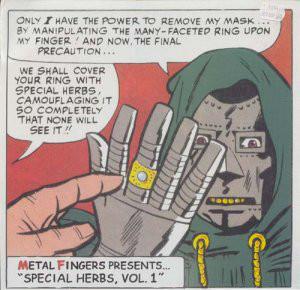 ONLY I HAVE THE POWER TO REMOVE MY MASK...
BY MANIPULATING THE MANY-FACETED RING UPON
MY FINGER! AND NOW, THE FINAL
PRECAUTION...
WE SHALL COVER
YOUR RING WITH
SPECIAL HERBS,
CAMOUFLAGING IT
SO COMPLETELY
THAT NONE WILL
SEE IT!!
METAL FINGERS PRESENTS...
"SPECIAL HERBS, VOL. 1"